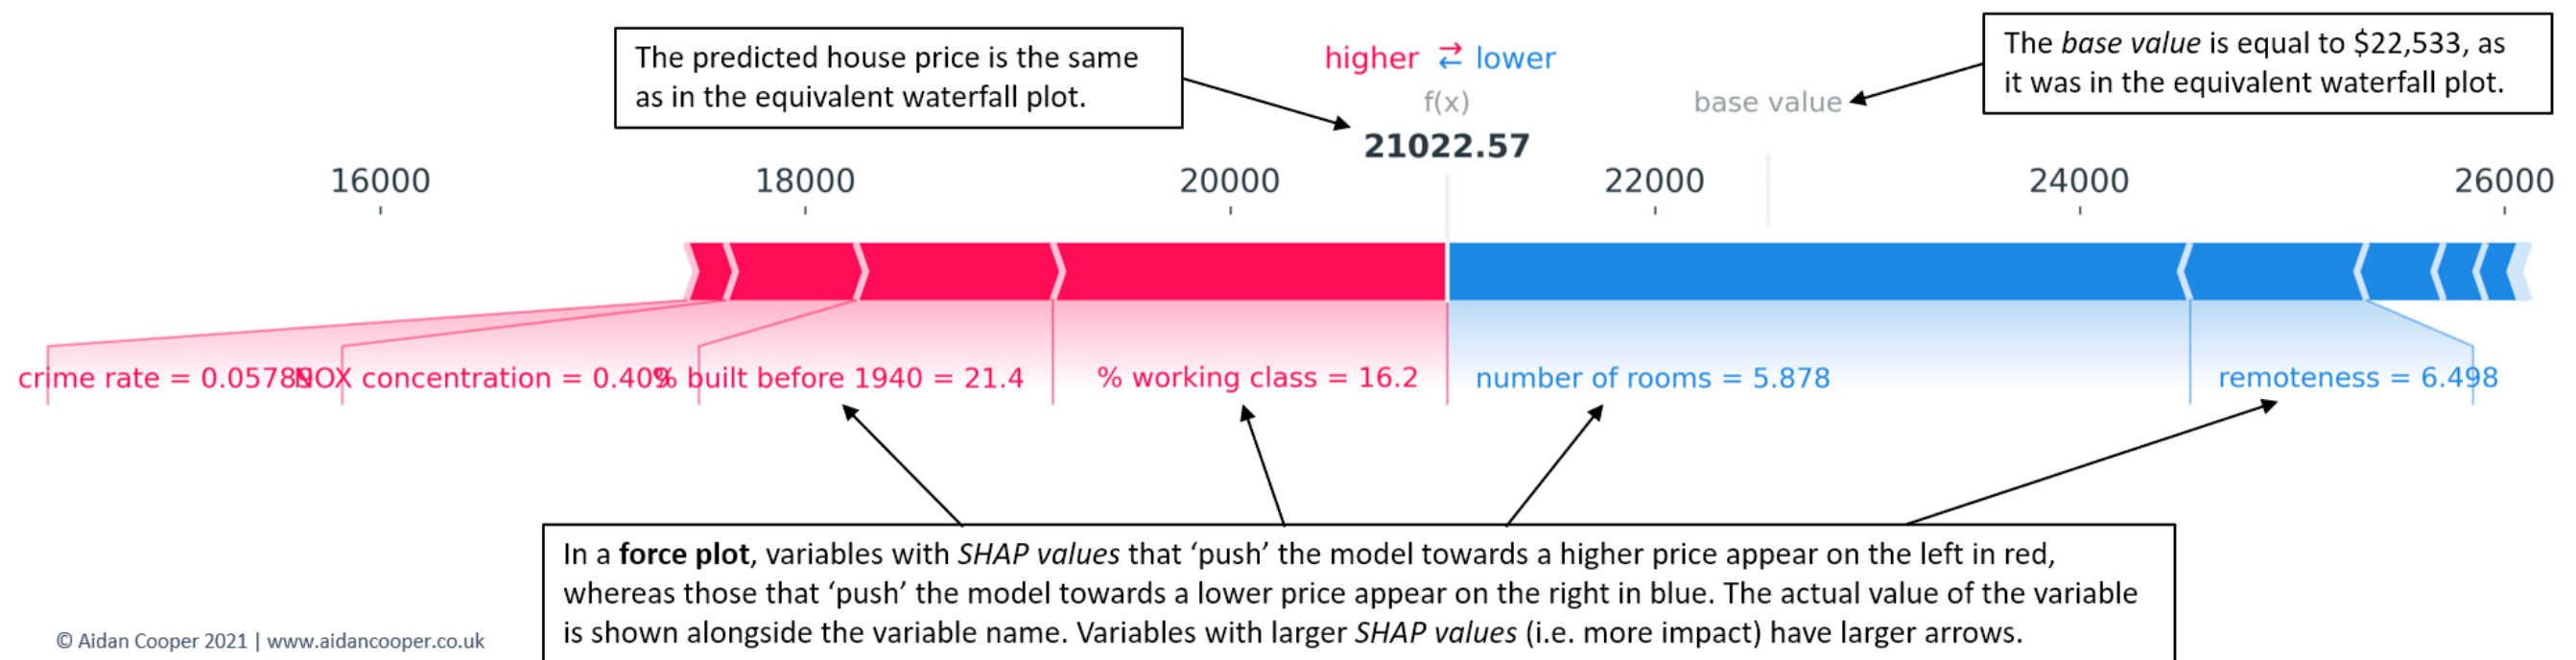 The predicted house price is the same
as in the equivalent waterfall plot.
higher ⇄ lower
f(x)
21022.57
base value
The base value is equal to $22,533, as
it was in the equivalent waterfall plot.
16000 18000 20000 22000 24000 26000
crime rate = 0.05789 NOX concentration = 0.409 % built before 1940 = 21.4 % working class = 16.2 number of rooms = 5.878 remoteness = 6.498
In a force plot, variables with SHAP values that ‘push’ the model towards a higher price appear on the left in red,
whereas those that ‘push’ the model towards a lower price appear on the right in blue. The actual value of the variable
is shown alongside the variable name. Variables with larger SHAP values (i.e. more impact) have larger arrows.
© Aidan Cooper 2021 | www.aidancooper.co.uk